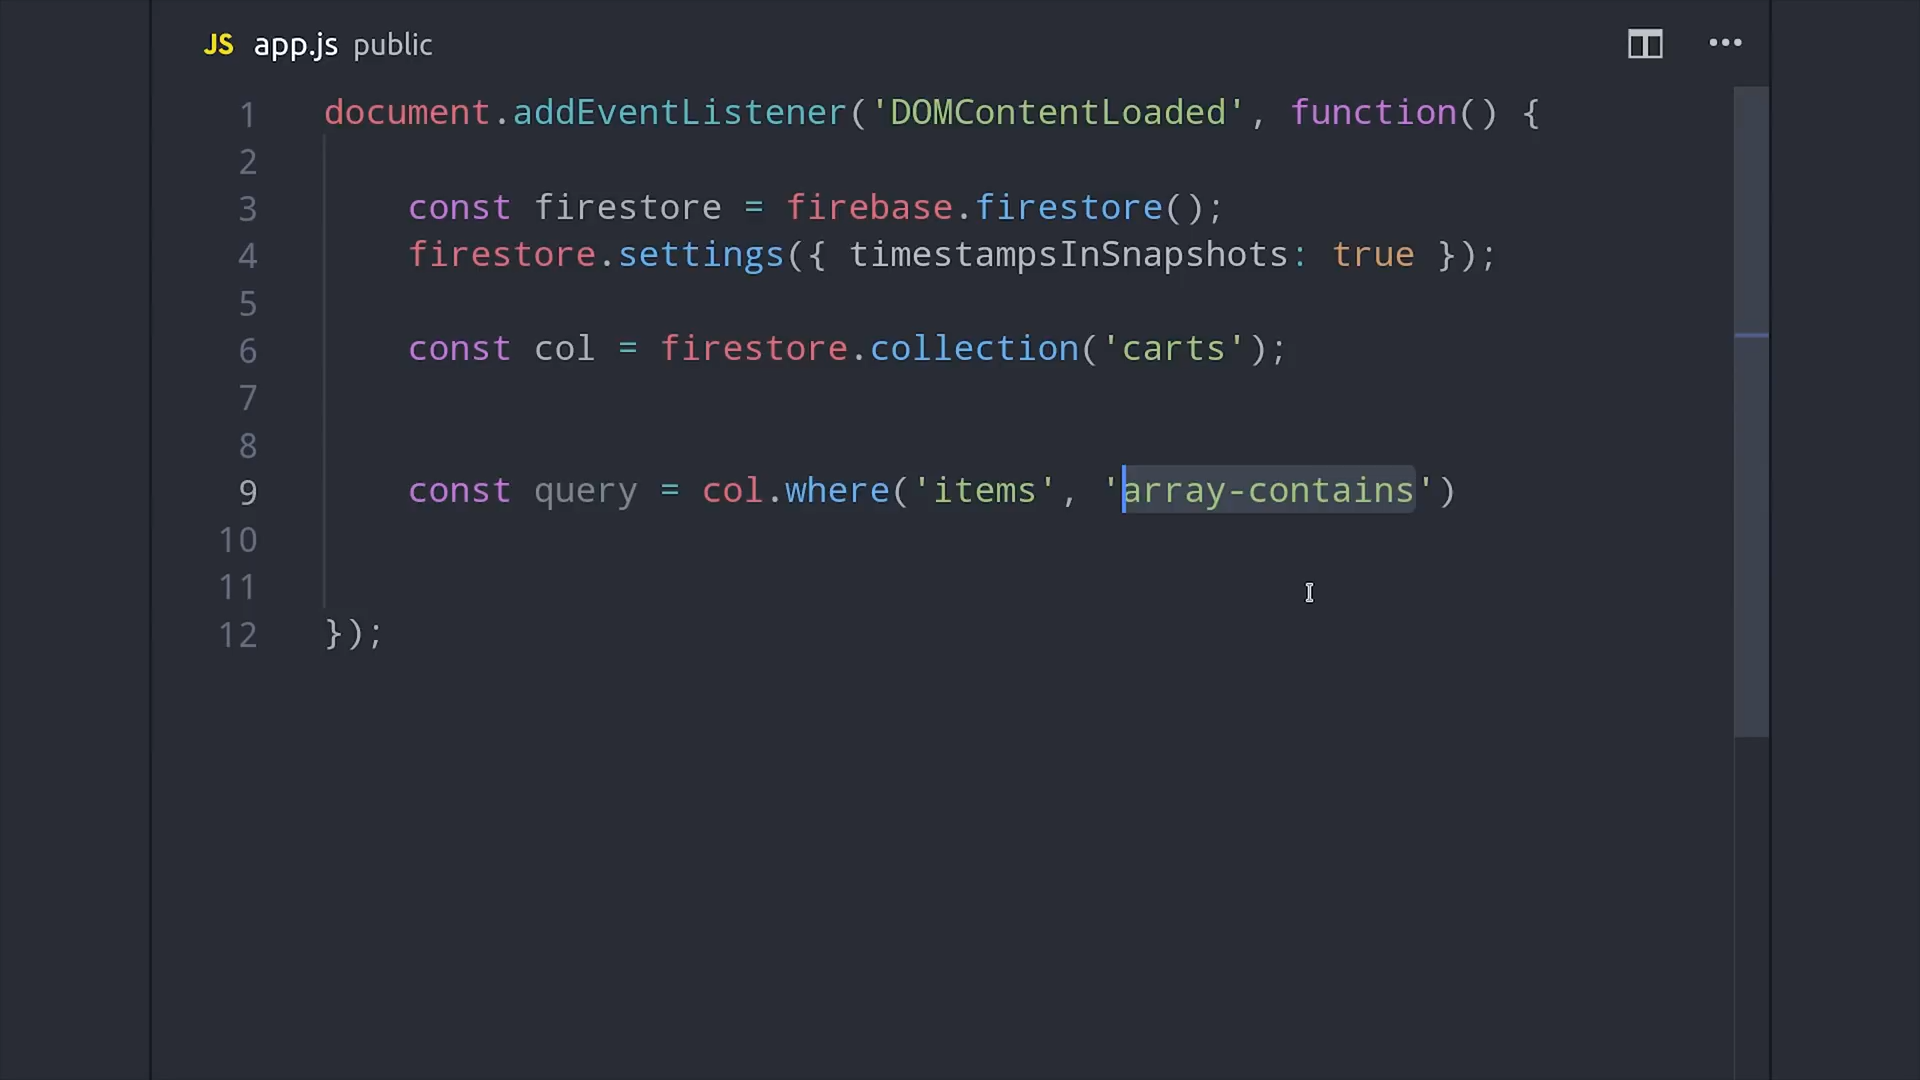 JS app.js public
1 document.addEventListener('DOMContentLoaded', function() {
2
3 const firestore = firebase.firestore();
4 firestore.settings({ timestampsInSnapshots: true });
5
6 const col = firestore.collection('carts');
7
8
9 const query = col.where('items', 'array-contains')
10
11
12 });